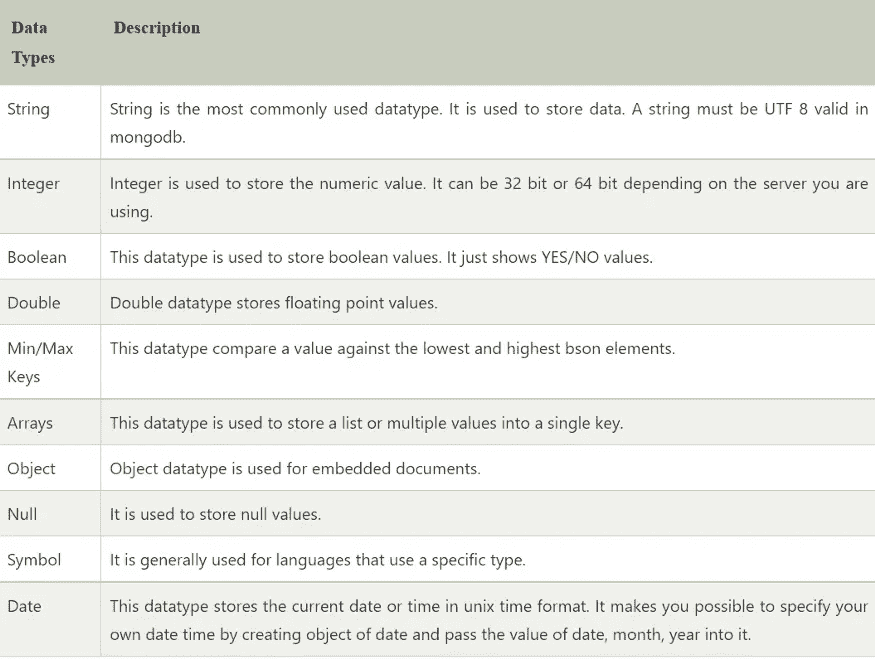 Data Types
Description
String
String is the most commonly used datatype. It is used to store data. A string must be UTF 8 valid in
mongodb.
Integer
Integer is used to store the numeric value. It can be 32 bit or 64 bit depending on the server you are
using.
Boolean
This datatype is used to store boolean values. It just shows YES/NO values.
Double
Double datatype stores floating point values.
Min/Max
Keys
This datatype compare a value against the lowest and highest bson elements.
Arrays
This datatype is used to store a list or multiple values into a single key.
Object
Object datatype is used for embedded documents.
Null
It is used to store null values.
Symbol
It is generally used for languages that use a specific type.
Date
This datatype stores the current date or time in unix time format. It makes you possible to specify your
own date time by creating object of date and pass the value of date, month, year into it.